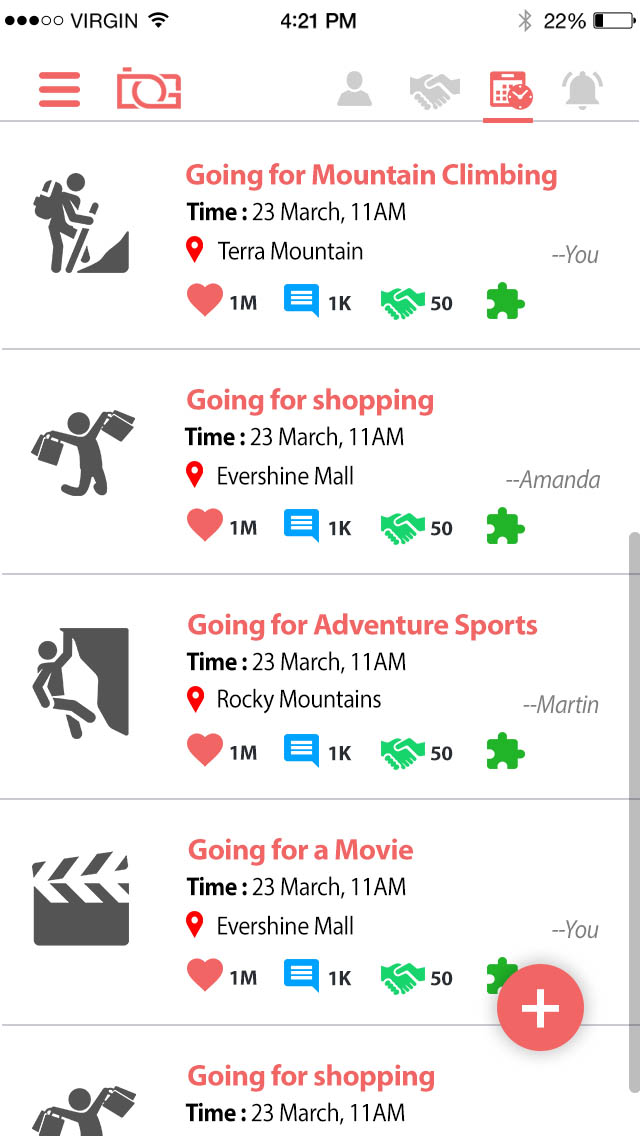 VIRGIN 4:21 PM 22%
Going for Mountain Climbing
Time : 23 March, 11AM
Terra Mountain
--You
1M 1K 50
Going for shopping
Time : 23 March, 11AM
Evershine Mall
--Amanda
1M 1K 50
Going for Adventure Sports
Time : 23 March, 11AM
Rocky Mountains
--Martin
1M 1K 50
Going for a Movie
Time : 23 March, 11AM
Evershine Mall
--You
1M 1K 50
Going for shopping
Time : 23 March, 11AM